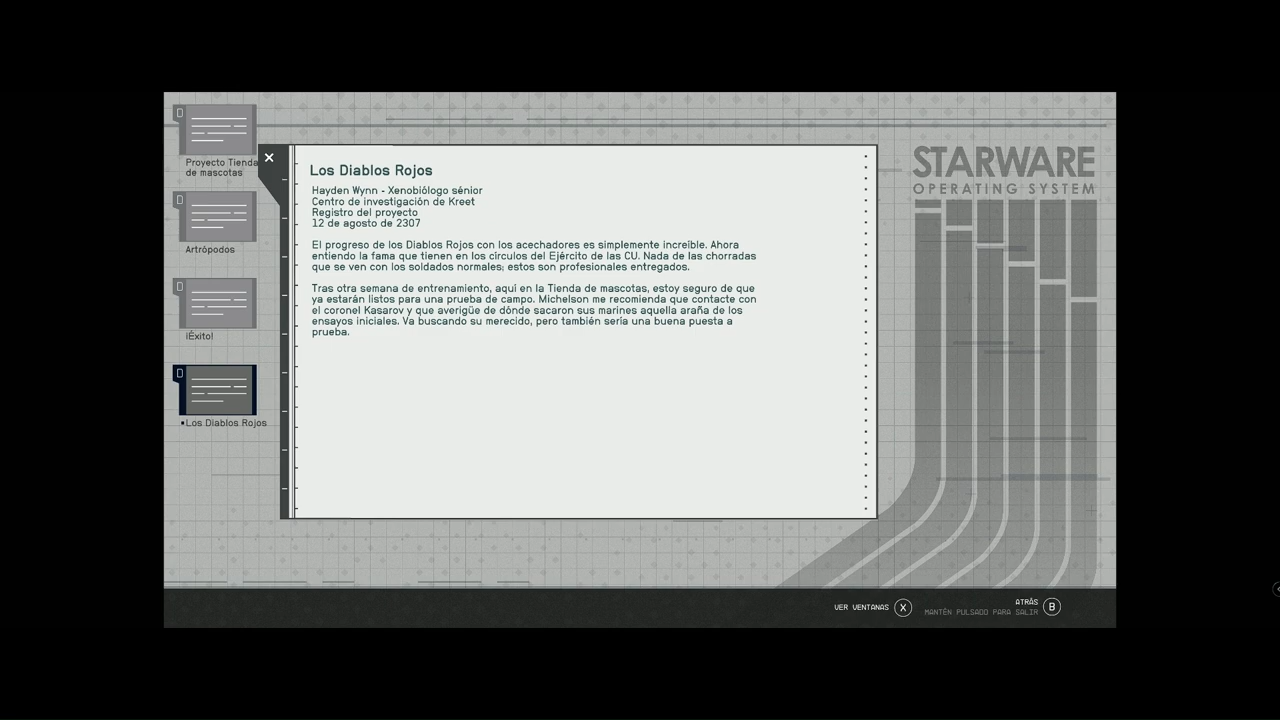 Proyecto Tienda
de mascotas
Artrópodos
¡Éxito!
Los Diablos Rojos
Los Diablos Rojos
Hayden Wynn - Xenobiólogo sénior
Centro de investigación de Kreet
Registro del proyecto
12 de agosto de 2307
El progreso de los Diablos Rojos con los acechadores es simplemente increíble. Ahora
entiendo la fama que tienen en los círculos del Ejército de las CU. Nada de las chorradas
que se ven con los soldados normales; estos son profesionales entregados.
Tras otra semana de entrenamiento, aquí en la Tienda de mascotas, estoy seguro de que
ya estarán listos para una prueba de campo. Michelson me recomienda que contacte con
el coronel Kasarov y que averigüe de dónde sacaron sus marines aquella araña de los
ensayos iniciales. Va buscando su merecido, pero también sería una buena puesta a
prueba.
STARWARE
OPERATING SYSTEM
VER VENTANAS X
ATRÁS B
MANTÉN PULSADO PARA SALIR